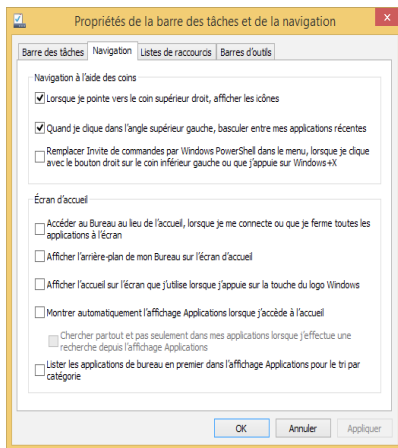 Propriétés de la barre des tâches et de la navigation
x
Barre des tâches Navigation Listes de raccourcis Barres d'outils
Navigation à l'aide des coins
Lorsque je pointe vers le coin supérieur droit, afficher les icônes
Quand je clique dans l'angle supérieur gauche, basculer entre mes applications récentes
Remplacer Invite de commandes par Windows PowerShell dans le menu, lorsque je clique
avec le bouton droit sur le coin inférieur gauche ou que j'appuie sur Windows+X
Écran d'accueil
Accéder au Bureau au lieu de l'accueil, lorsque je me connecte ou que je ferme toutes les
applications à l'écran
Afficher l'arrière-plan de mon Bureau sur l'écran d'accueil
Afficher l'accueil sur l'écran que j'utilise lorsque j'appuie sur la touche du logo Windows
Montrer automatiquement l'affichage Applications lorsque j'accède à l'accueil
Chercher partout et pas seulement dans mes applications lorsque j'effectue une
recherche depuis l'affichage Applications
Lister les applications de bureau en premier dans l'affichage Applications pour le tri par
catégorie
OK Annuler Appliquer